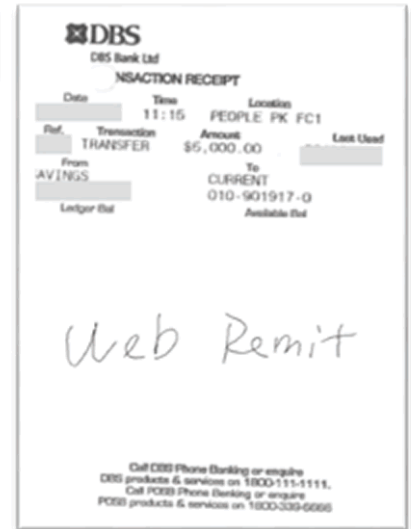 DBS
DBS Bank Ltd
NSACTION RECEIPT
Date Time Location
11:15 PEOPLE PK FC1
Ref. Transaction Amount Last Used
TRANSFER $5,000.00
From To
AVINGS CURRENT
010-901917-0
Ledger Bal Available Bal
Web Remit
Call DBS Phone Banking or enquire
DBS products & services on 1800-111-1111.
Call POSB Phone Banking or enquire
POSB products & services on 1800-339-6666